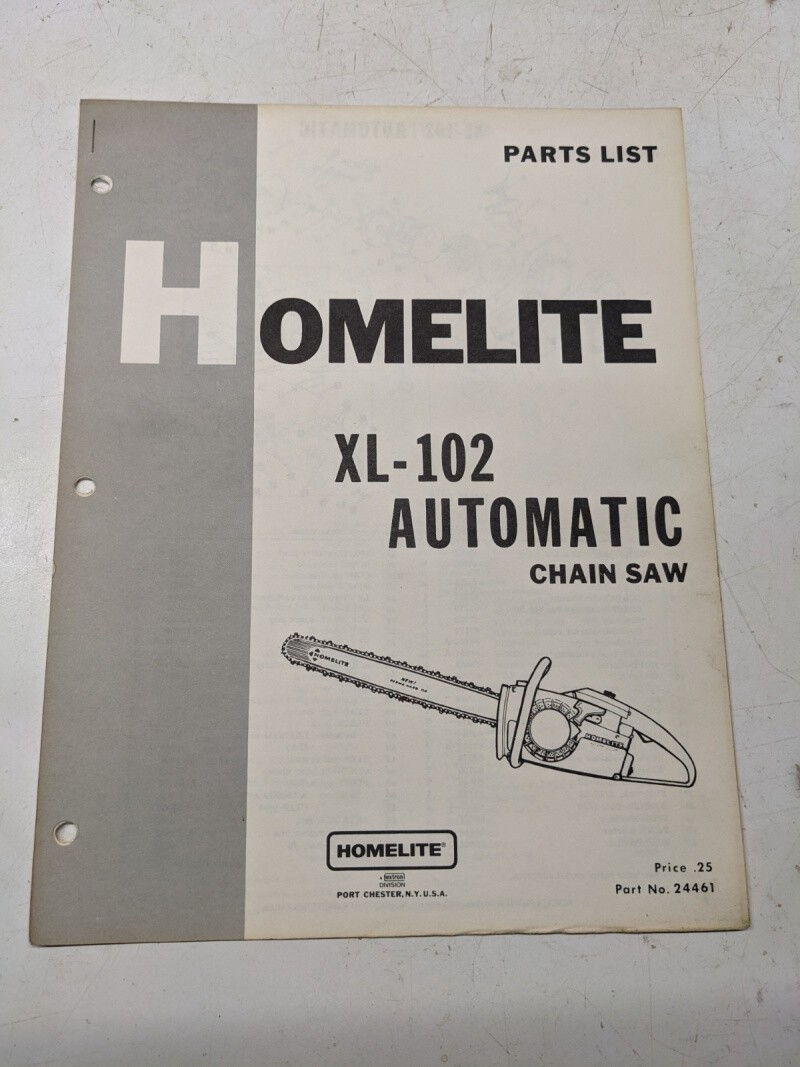 PARTS LIST
HOMELITE
XL-102
AUTOMATIC
CHAIN SAW
HOMELITE
NEW!
HOMELITE
HOMELITE®
A textron
DIVISION
PORT CHESTER, N.Y. U.S.A.
Price .25
Part No. 24461